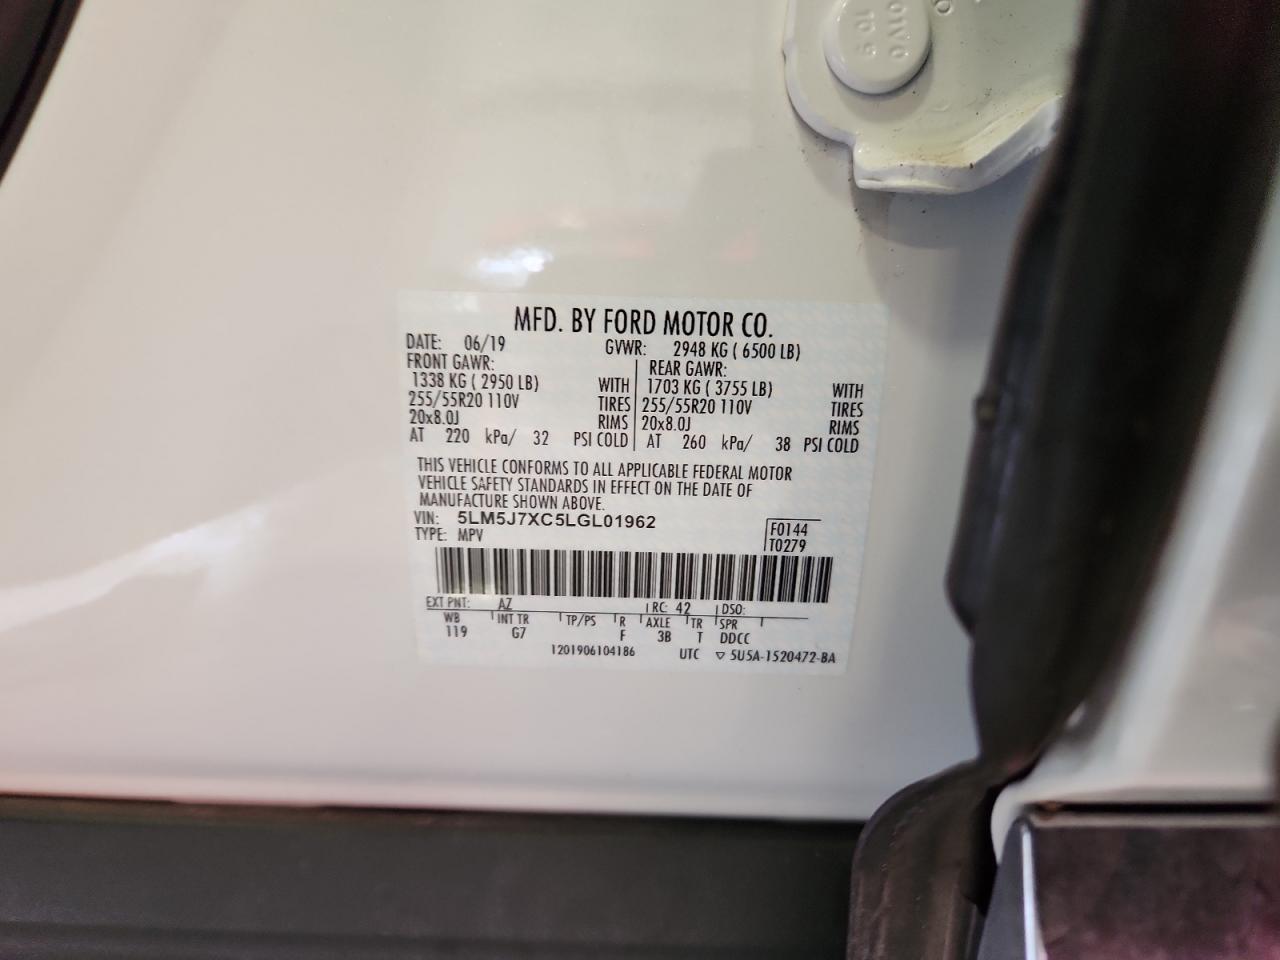 MFD. BY FORD MOTOR CO.
DATE: 06/19 GVWR: 2948 KG ( 6500 LB)
FRONT GAWR: REAR GAWR:
1338 KG ( 2950 LB) WITH 1703 KG ( 3755 LB) WITH
255/55R20 110V TIRES 255/55R20 110V TIRES
20x8.0J RIMS 20x8.0J RIMS
AT 220 kPa/ 32 PSI COLD AT 260 kPa/ 38 PSI COLD
THIS VEHICLE CONFORMS TO ALL APPLICABLE FEDERAL MOTOR
VEHICLE SAFETY STANDARDS IN EFFECT ON THE DATE OF
MANUFACTURE SHOWN ABOVE.
VIN: 5LM5J7XC5LGL01962 F0144
TYPE: MPV T0279
EXT PNT: AZ RC: 42 DSO:
WB INT TR TP/PS R AXLE TR SPR
119 G7 F 3B T DDCC
1201906104186 UTC ▽ 5U5A-1520472-BA